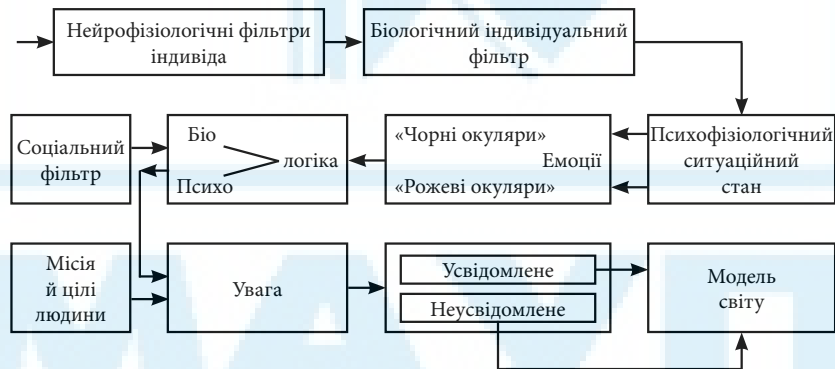 Нейрофізіологічні фільтри
індивіда
Біологічний індивідуальний
фільтр
Соціальний
фільтр
Біо
логіка
Психо
«Чорні окуляри»
Емоції
«Рожеві окуляри»
Психофізіологічний
ситуаційний
стан
Місія
й цілі
людини
Увага
Усвідомлене
Неусвідомлене
Модель
світу